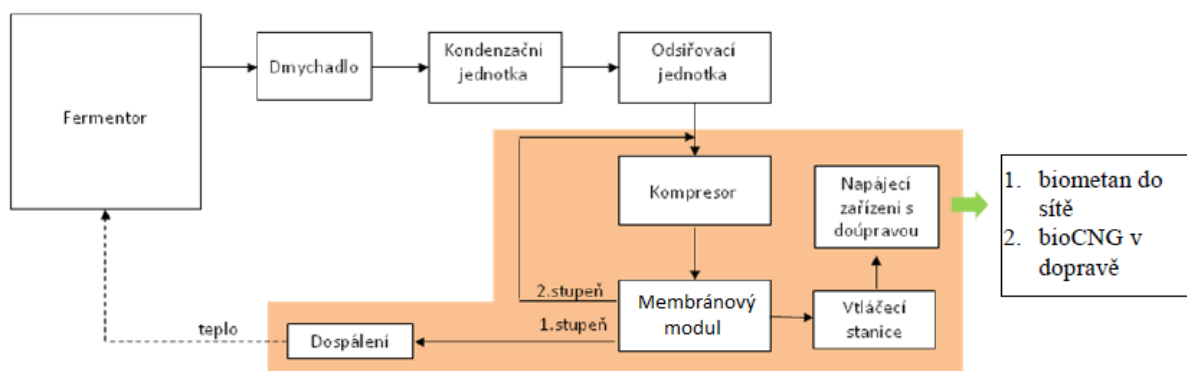 Fermentor
Dmychadlo
Kondenzační
jednotka
Odsiřovací
jednotka
Kompresor
Napájecí
zařízení s
doúpravou
1. biometan do
sítě
2. bioCNG v
dopravě
2.stupeň
Membránový
modul
1.stupeň
Vtláčecí
stanice
teplo
Dospálení